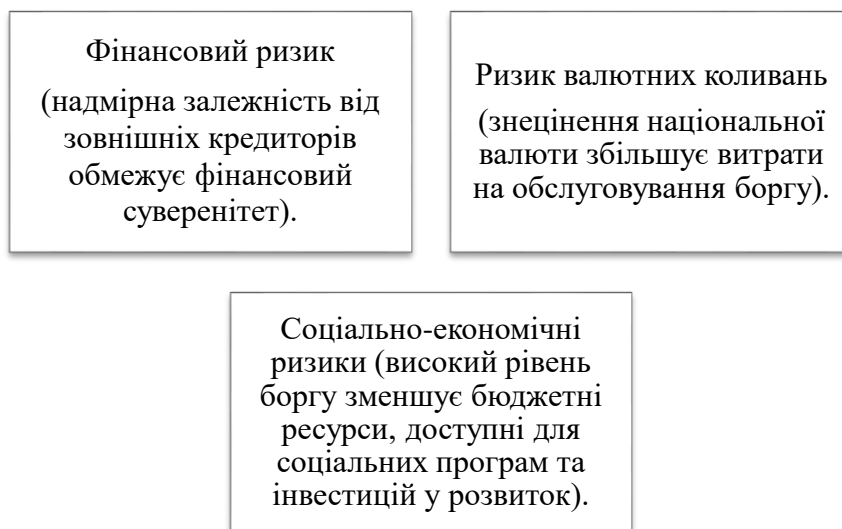 Фінансовий ризик
(надмірна залежність від
зовнішніх кредиторів
обмежує фінансовий
суверенітет).
Ризик валютних коливань
(знецінення національної
валюти збільшує витрати
на обслуговування боргу).
Соціально-економічні
ризики (високий рівень
боргу зменшує бюджетні
ресурси, доступні для
соціальних програм та
інвестицій у розвиток).